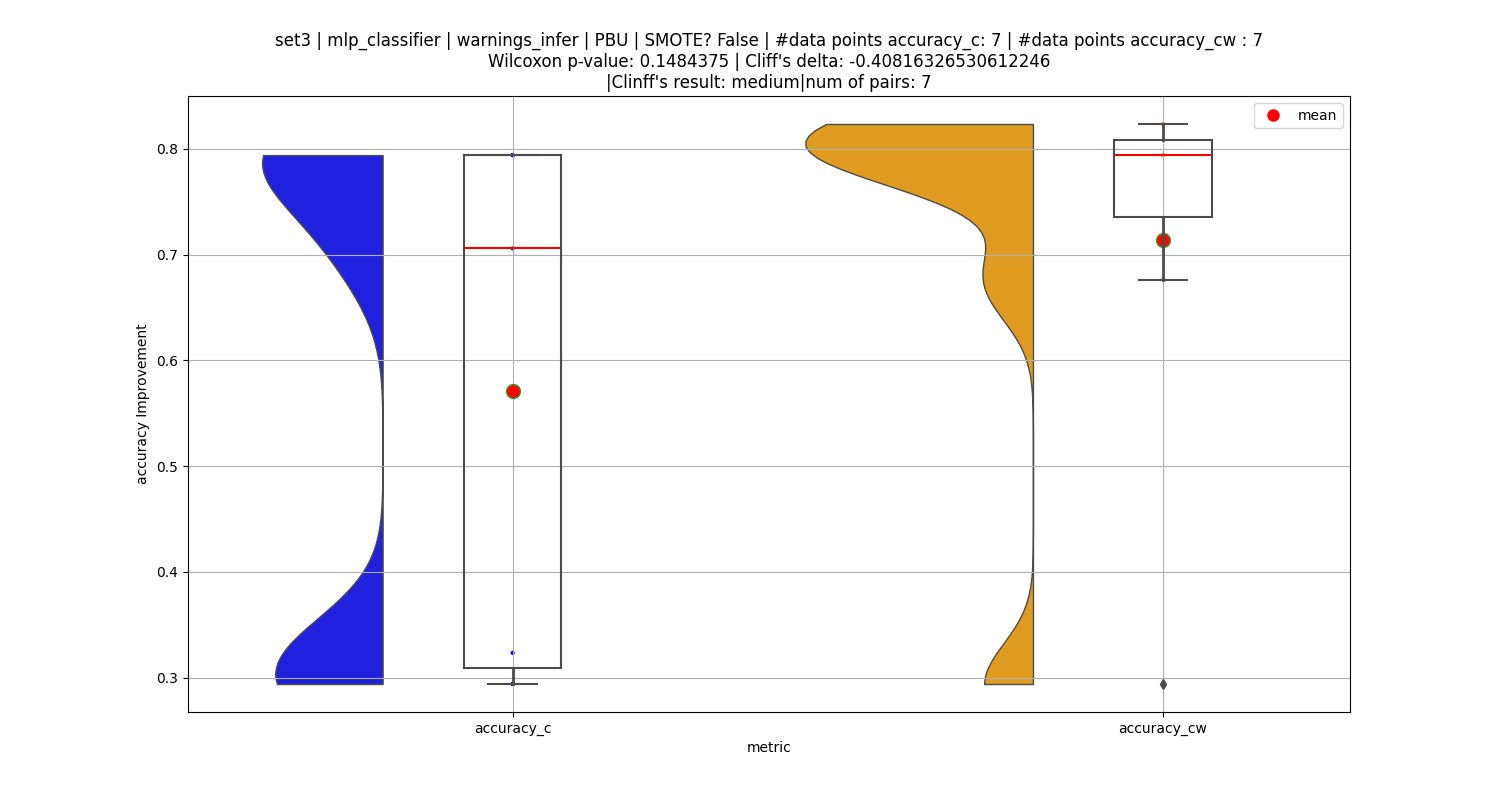 set3 | mlp_classifier | warnings_infer | PBU | SMOTE? False | #data points accuracy_c: 7 | #data points accuracy_cw : 7
Wilcoxon p-value: 0.1484375 | Cliff's delta: -0.40816326530612246
|Clinff's result: medium|num of pairs: 7
mean
0.8
0.7
0.6
0.5
0.4
0.3
accuracy Improvement
accuracy_c
accuracy_cw
metric